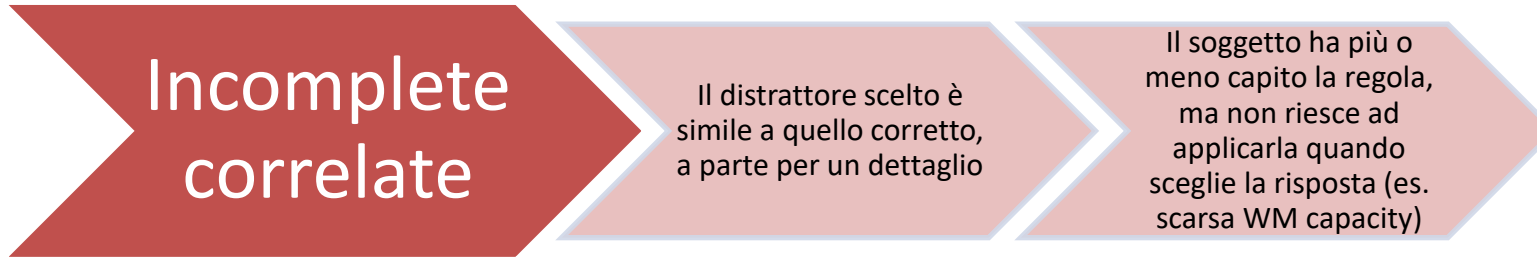 Incomplete
correlate
Il distrattore scelto è
simile a quello corretto,
a parte per un dettaglio
Il soggetto ha più o
meno capito la regola,
ma non riesce ad
applicarla quando
sceglie la risposta (es.
scarsa WM capacity)